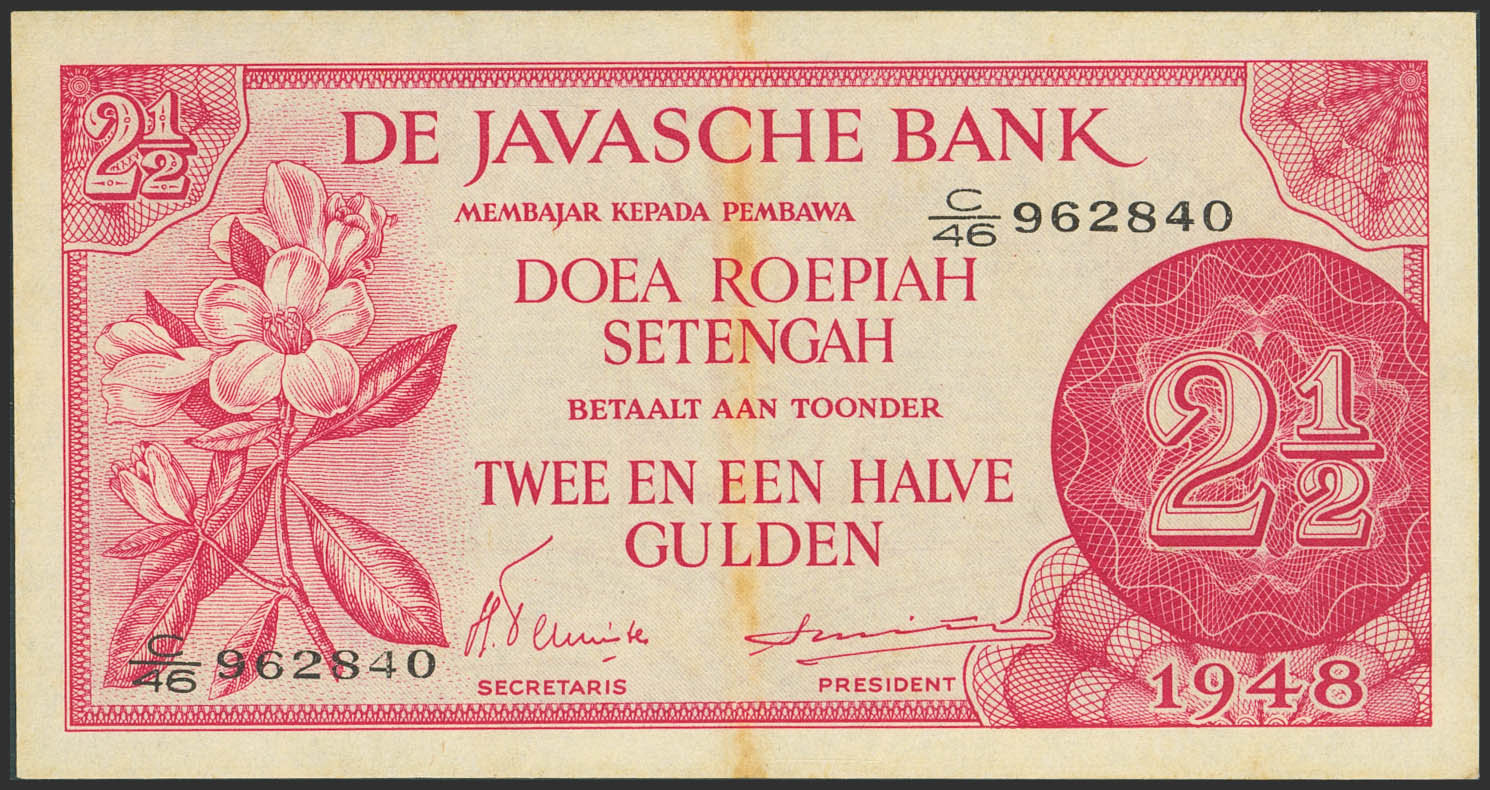 2½
DE JAVASCHE BANK
MEMBAJAR KEPADA PEMBAWA
C/46 962840
DOEA ROEPIAH
SETENGAH
BETAALT AAN TOONDER
TWEE EN EEN HALVE
GULDEN
2½
C/46 962840
SECRETARIS
PRESIDENT
1948